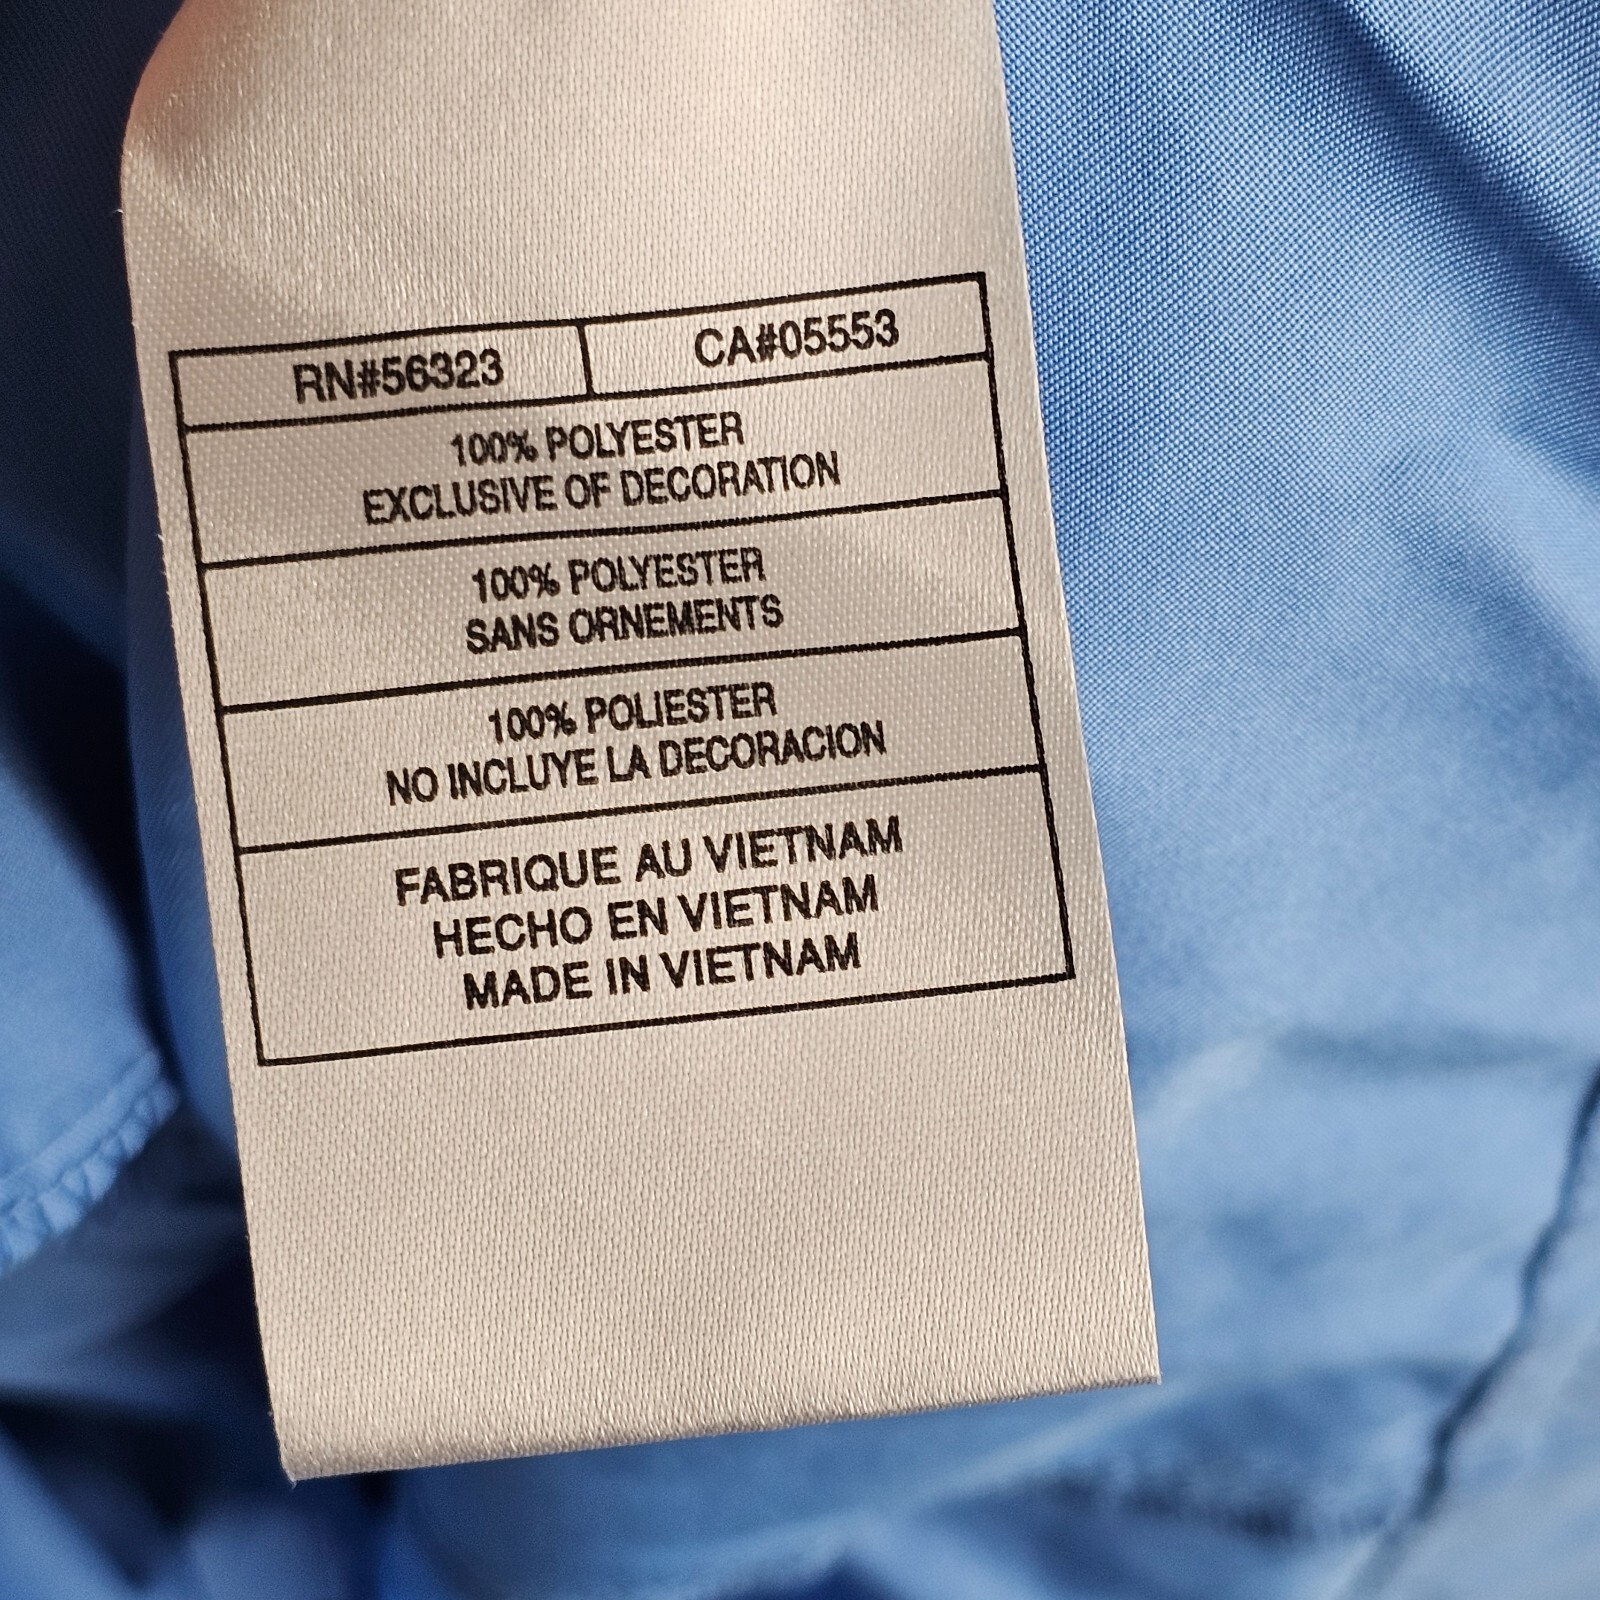 RN#56323 CA#05553
100% POLYESTER
EXCLUSIVE OF DECORATION
100% POLYESTER
SANS ORNEMENTS
100% POLIESTER
NO INCLUYE LA DECORACION
FABRIQUE AU VIETNAM
HECHO EN VIETNAM
MADE IN VIETNAM